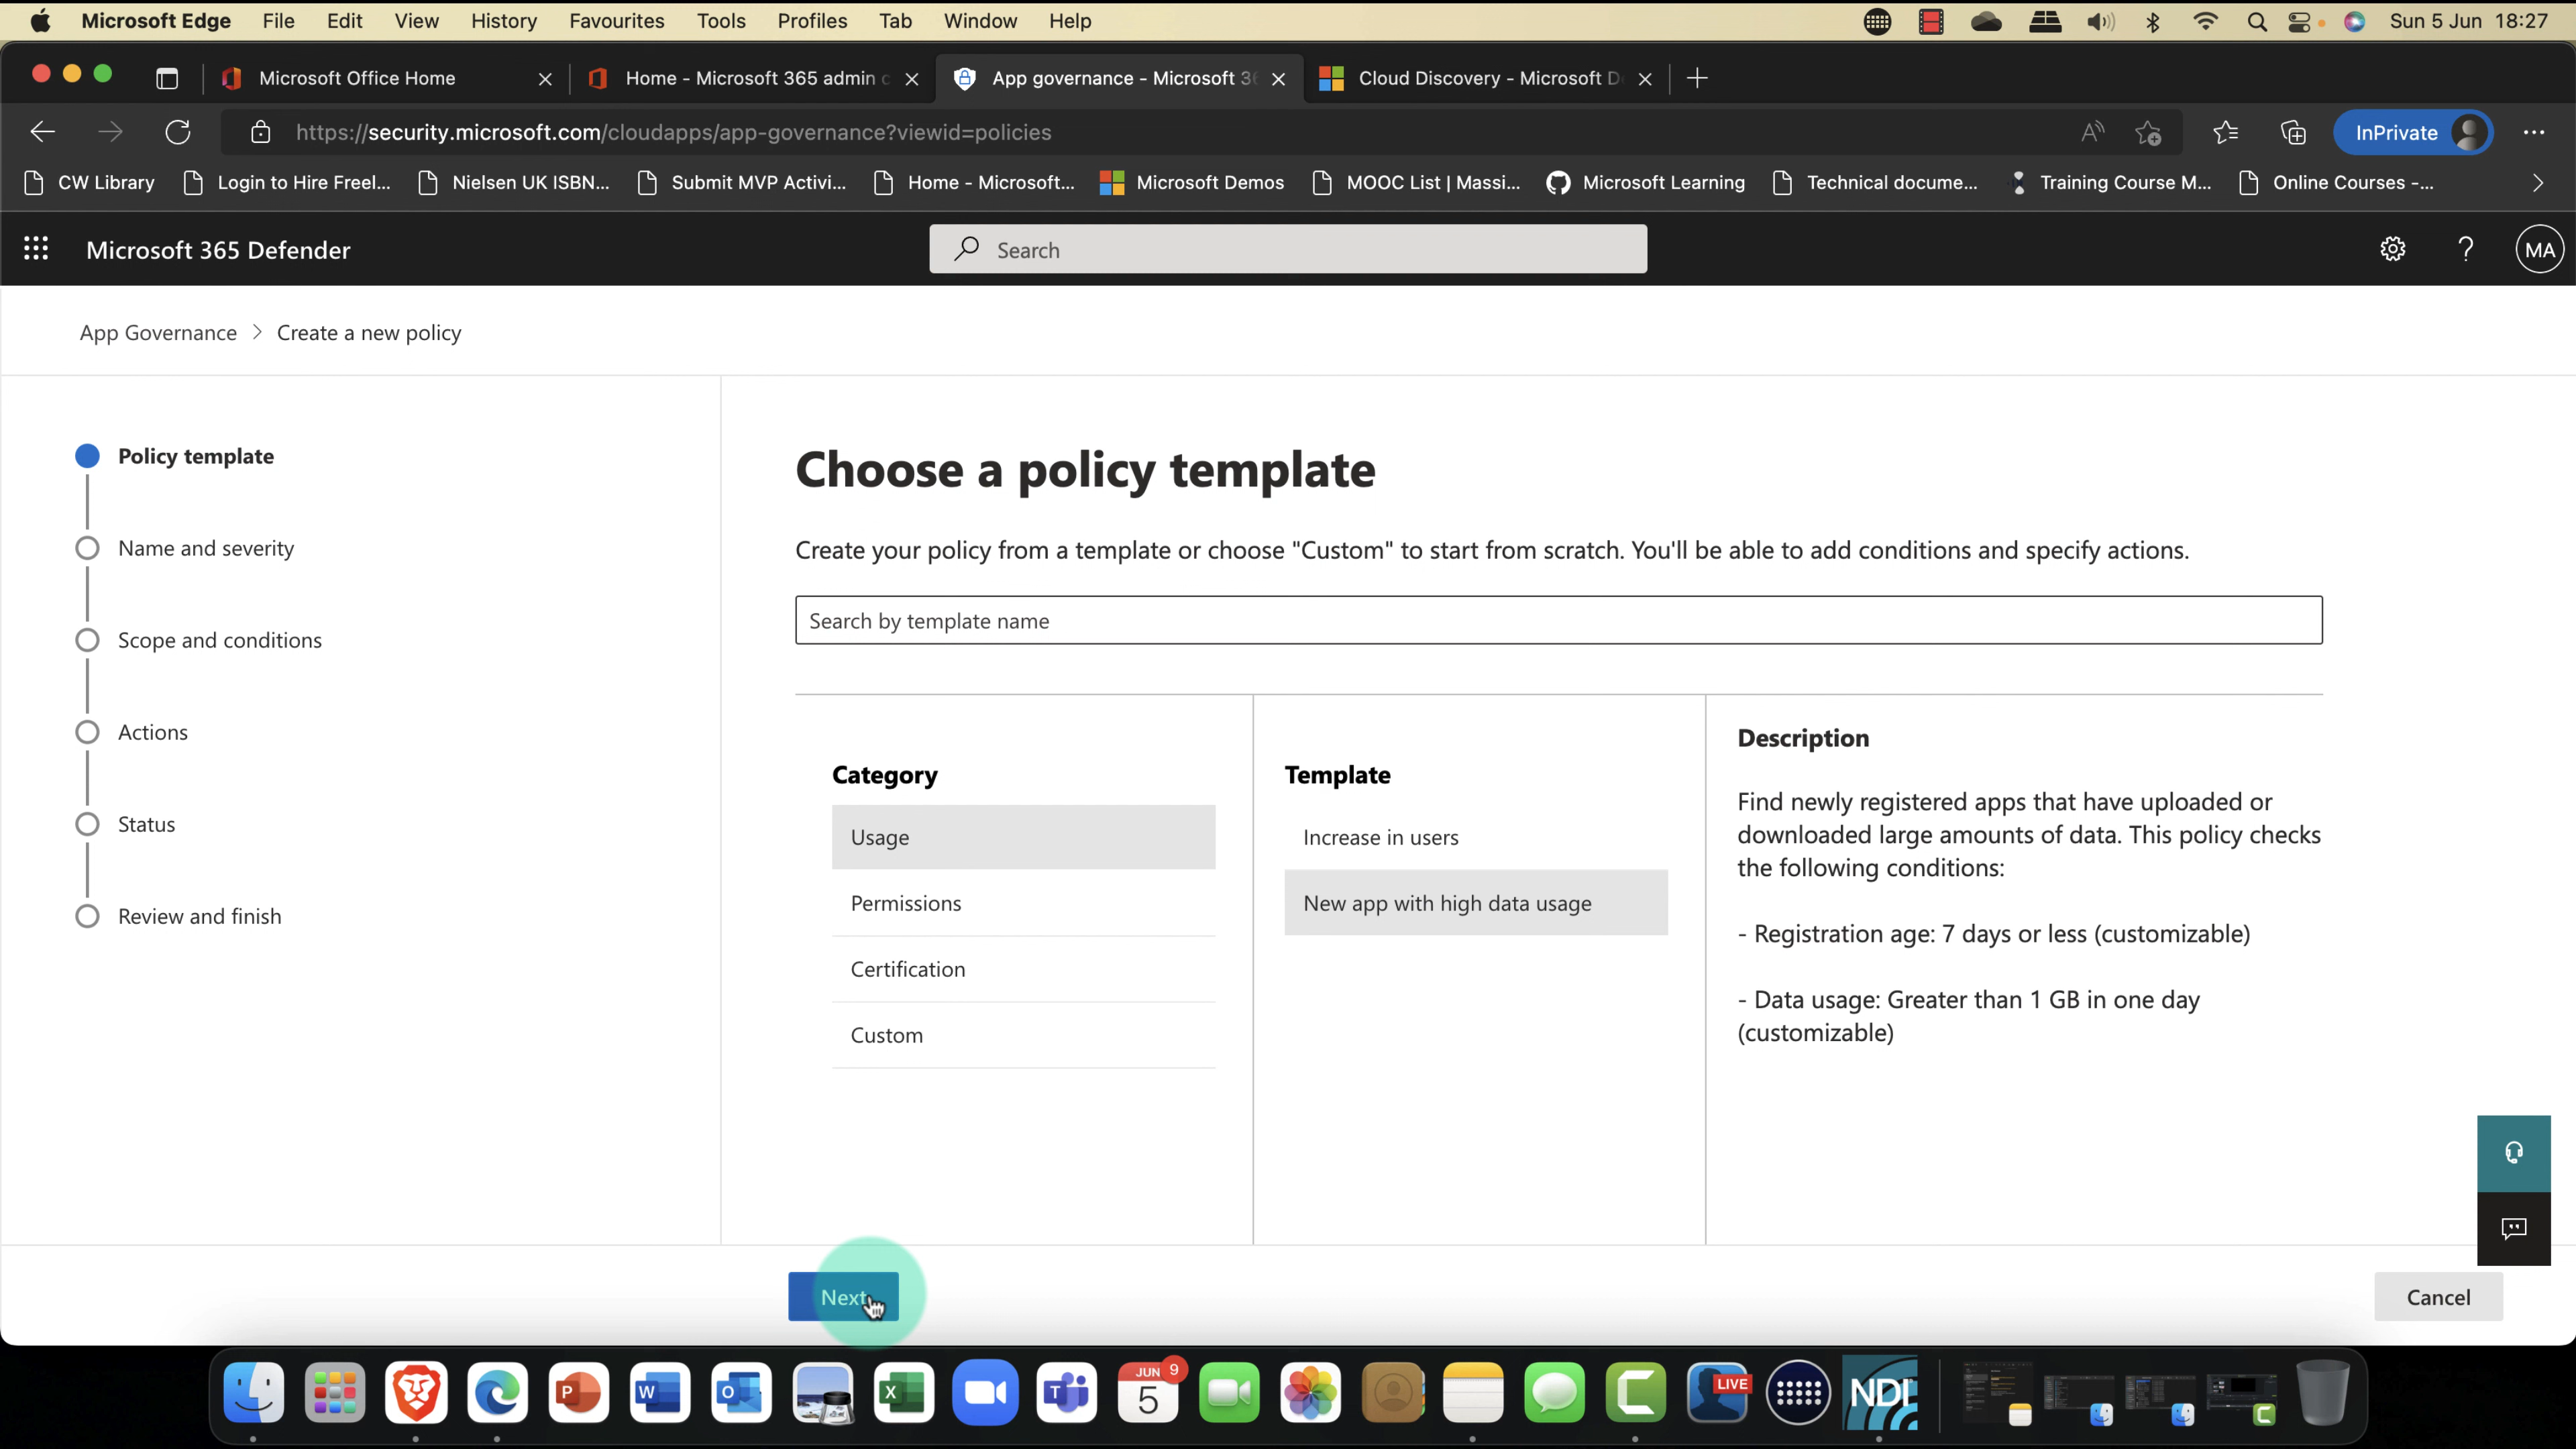 Microsoft Edge File Edit View History Favourites Tools Profiles Tab Window Help Sun 5 Jun 18:27
Microsoft Office Home Home - Microsoft 365 admin c App governance - Microsoft 36 Cloud Discovery - Microsoft D
https://security.microsoft.com/cloudapps/app-governance?viewid=policies InPrivate
CW Library Login to Hire Freel... Nielsen UK ISBN... Submit MVP Activi... Home - Microsoft... Microsoft Demos MOOC List | Massi... Microsoft Learning Technical docume... Training Course M... Online Courses -...
Microsoft 365 Defender Search MA
App Governance > Create a new policy
Policy template
Name and severity
Scope and conditions
Actions
Status
Review and finish
Choose a policy template
Create your policy from a template or choose "Custom" to start from scratch. You'll be able to add conditions and specify actions.
Search by template name
Category
Usage
Permissions
Certification
Custom
Template
Increase in users
New app with high data usage
Description
Find newly registered apps that have uploaded or
downloaded large amounts of data. This policy checks
the following conditions:
- Registration age: 7 days or less (customizable)
- Data usage: Greater than 1 GB in one day
(customizable)
Next Cancel
JUN 9
5
LIVE
NDI